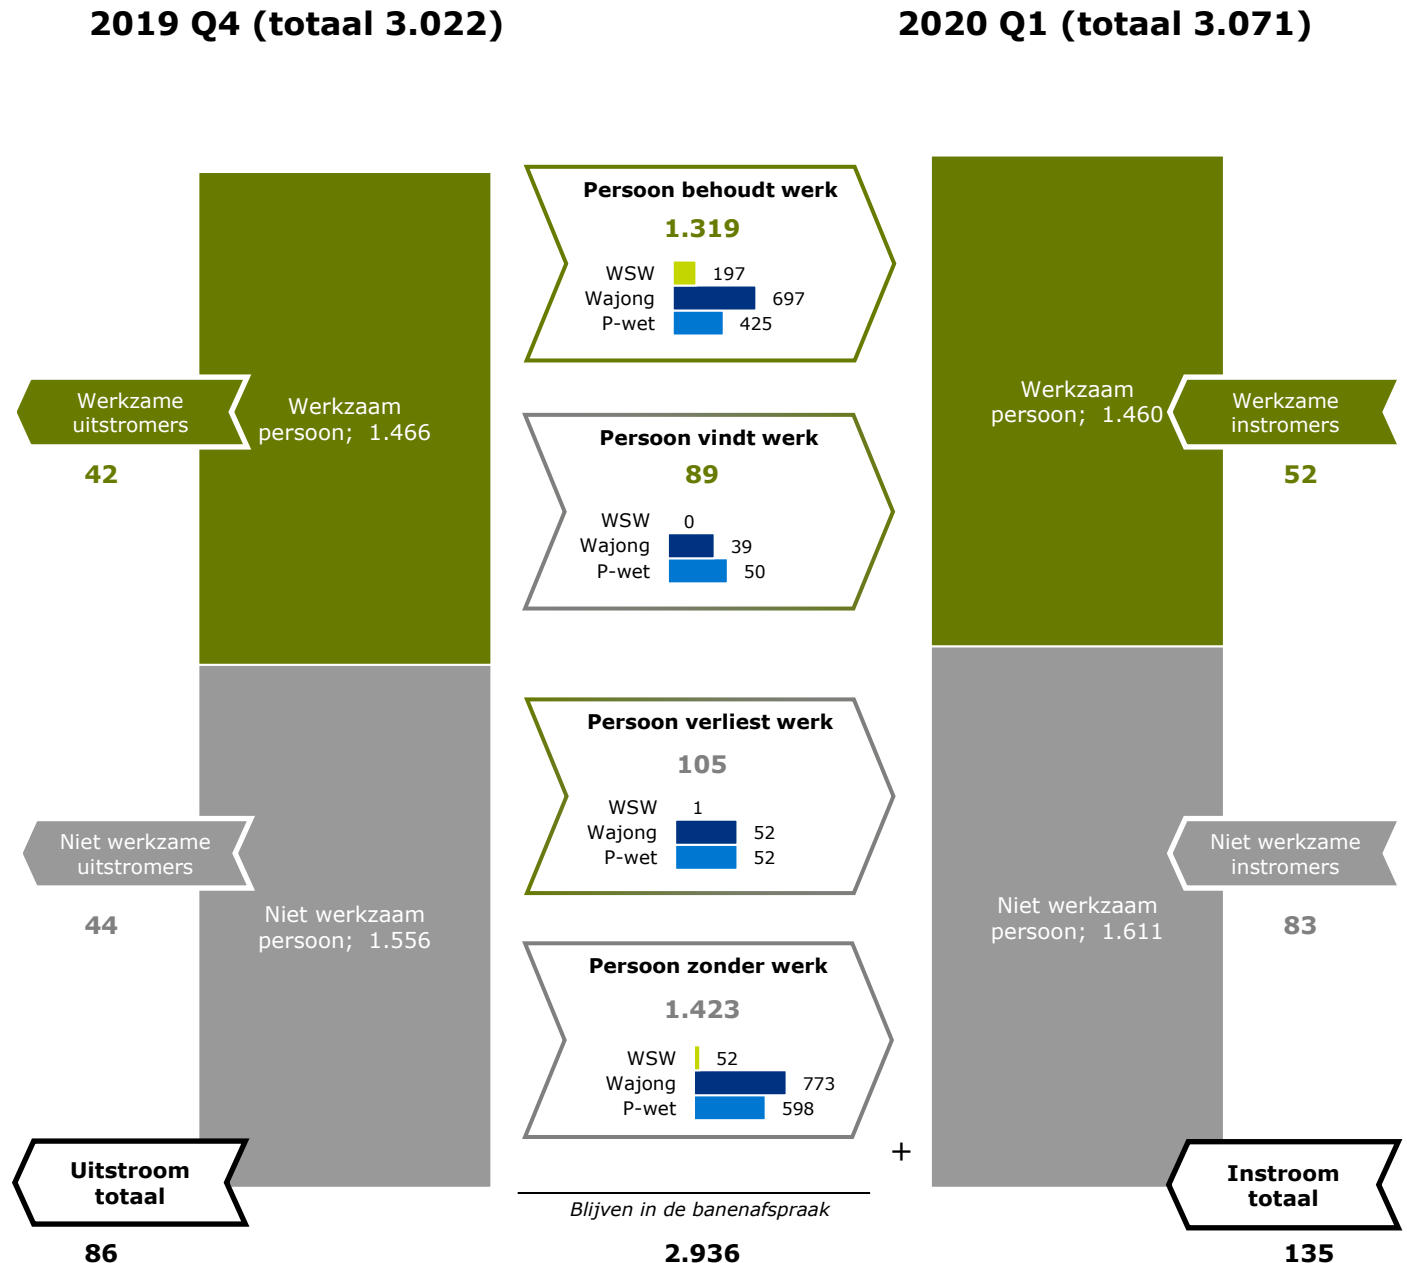 2019 Q4 (totaal 3.022)
2020 Q1 (totaal 3.071)
Werkzame
uitstromers
42
Werkzaam
persoon; 1.466
Niet werkzame
uitstromers
44
Niet werkzaam
persoon; 1.556
Uitstroom
totaal
86
Persoon behoudt werk
1.319
WSW 197
Wajong 697
P-wet 425
Persoon vindt werk
89
WSW 0
Wajong 39
P-wet 50
Persoon verliest werk
105
WSW 1
Wajong 52
P-wet 52
Persoon zonder werk
1.423
WSW 52
Wajong 773
P-wet 598
+
Blijven in de banenafspraak
2.936
Werkzaam
persoon; 1.460
Werkzame
instromers
52
Niet werkzaam
persoon; 1.611
Niet werkzame
instromers
83
Instroom
totaal
135